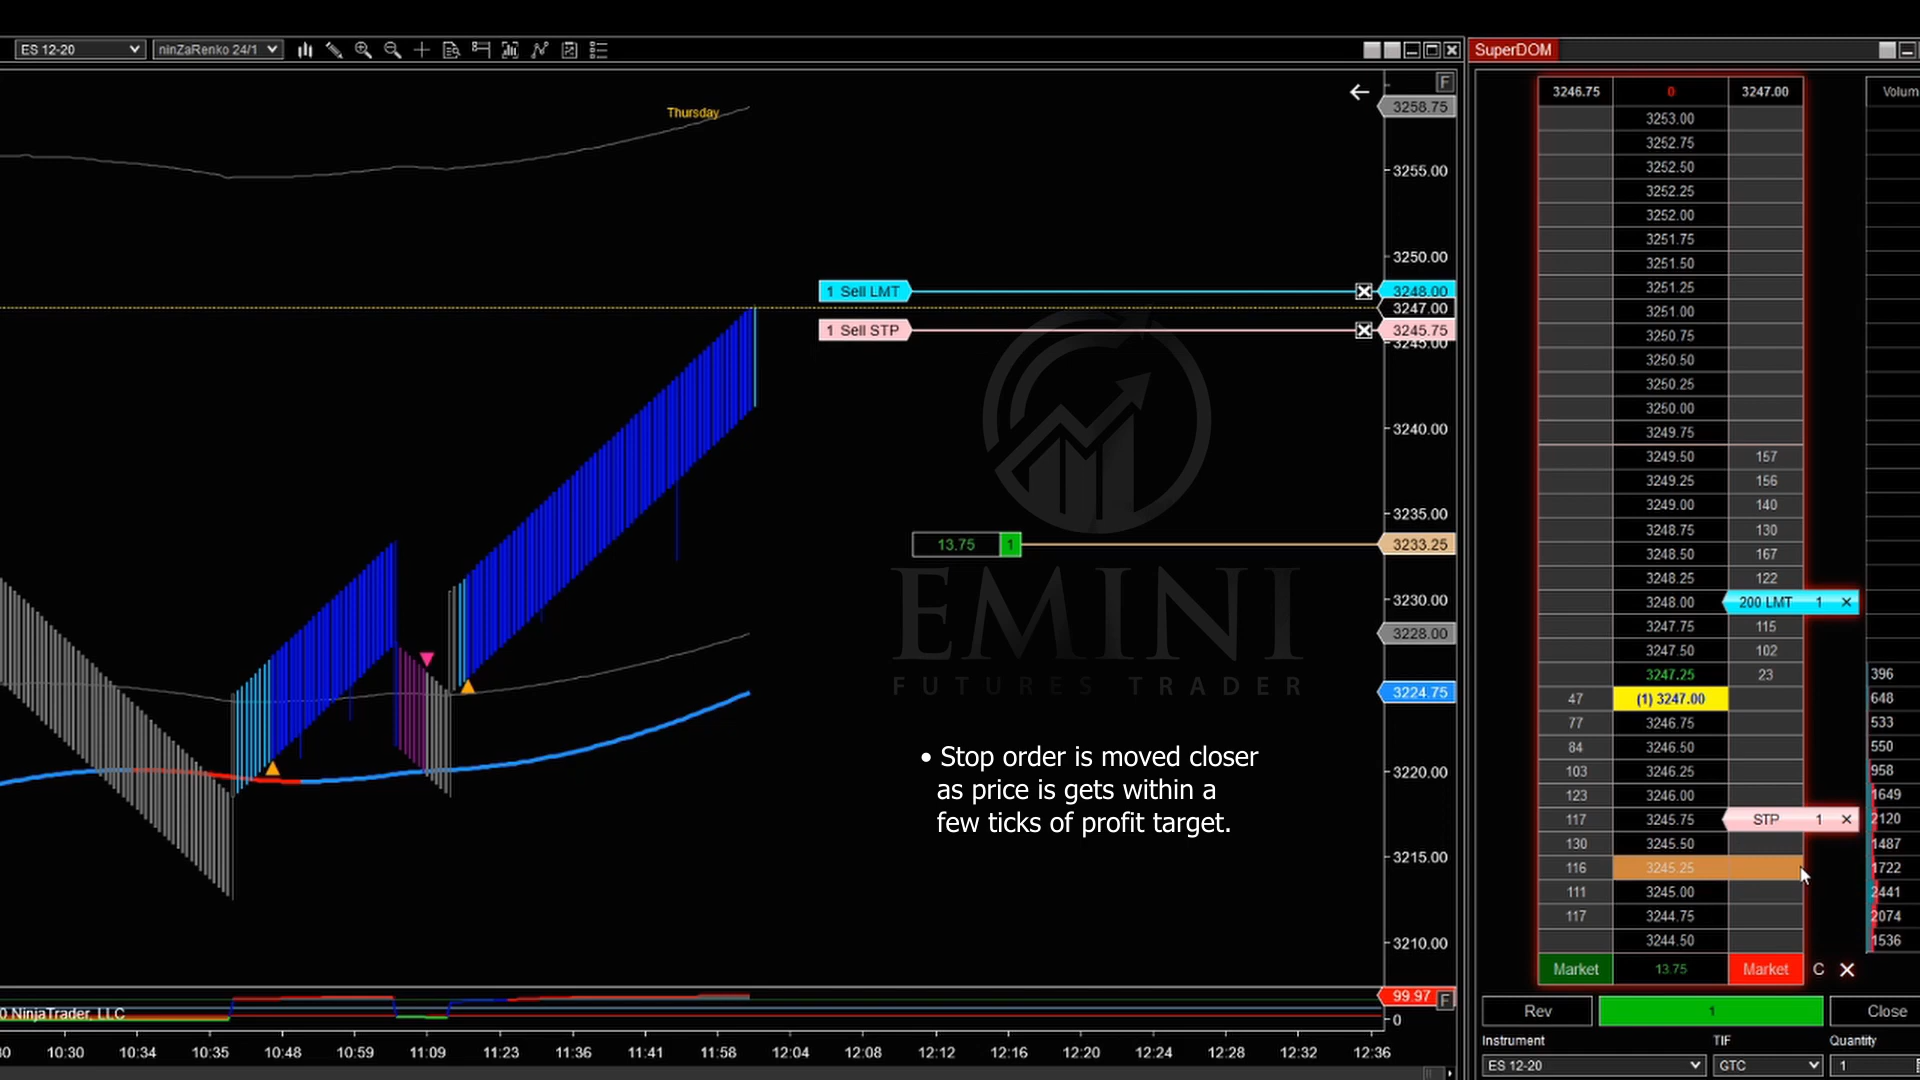 ES 12-20
ninZaRenko 24/1
Thursday
F
3258.75
3255.00
3250.00
1 Sell LMT
3248.00
3247.00
1 Sell STP
3245.75
3245.00
3240.00
3235.00
13.75 1
3233.25
3230.00
3228.00
3224.75
3220.00
3215.00
3210.00
99.97 F
0
EMINI
FUTURES TRADER
• Stop order is moved closer
as price is gets within a
few ticks of profit target.
0 NinjaTrader, LLC
30 10:30 10:34 10:35 10:48 10:59 11:09 11:23 11:36 11:41 11:58 12:04 12:08 12:12 12:16 12:20 12:24 12:28 12:32 12:36
SuperDOM
3246.75 0 3247.00 Volum
3253.00
3252.75
3252.50
3252.25
3252.00
3251.75
3251.50
3251.25
3251.00
3250.75
3250.50
3250.25
3250.00
3249.75
3249.50 157
3249.25 156
3249.00 140
3248.75 130
3248.50 167
3248.25 122
3248.00 200 LMT 1
3247.75 115
3247.50 102
3247.25 23 396
47 (1) 3247.00 648
77 3246.75 533
84 3246.50 550
103 3246.25 958
123 3246.00 1649
117 3245.75 STP 1 2120
130 3245.50 1487
116 3245.25 1722
111 3245.00 2441
117 3244.75 2074
3244.50 1536
Market 13.75 Market C
Rev 1 Close
Instrument TIF Quantity
ES 12-20 GTC 1